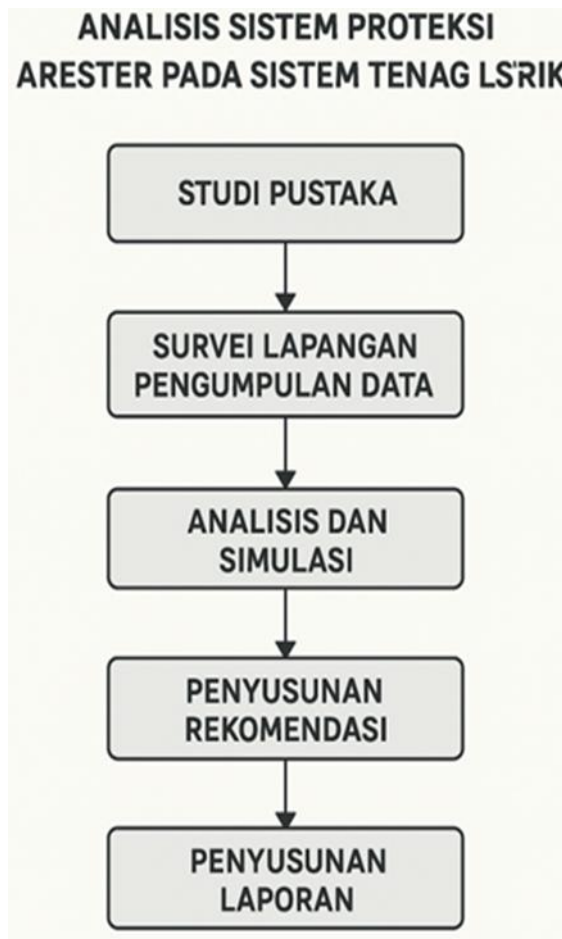 ANALISIS SISTEM PROTEKSI
ARESTER PADA SISTEM TENAG
STUDI PUSTAKA
SURVEI LAPANGAN
PENGUMPULAN DATA
ANALISIS DAN
SIMULASI
PENYUSUNAN
REKOMENDASI
PENYUSUNAN
LAPORAN